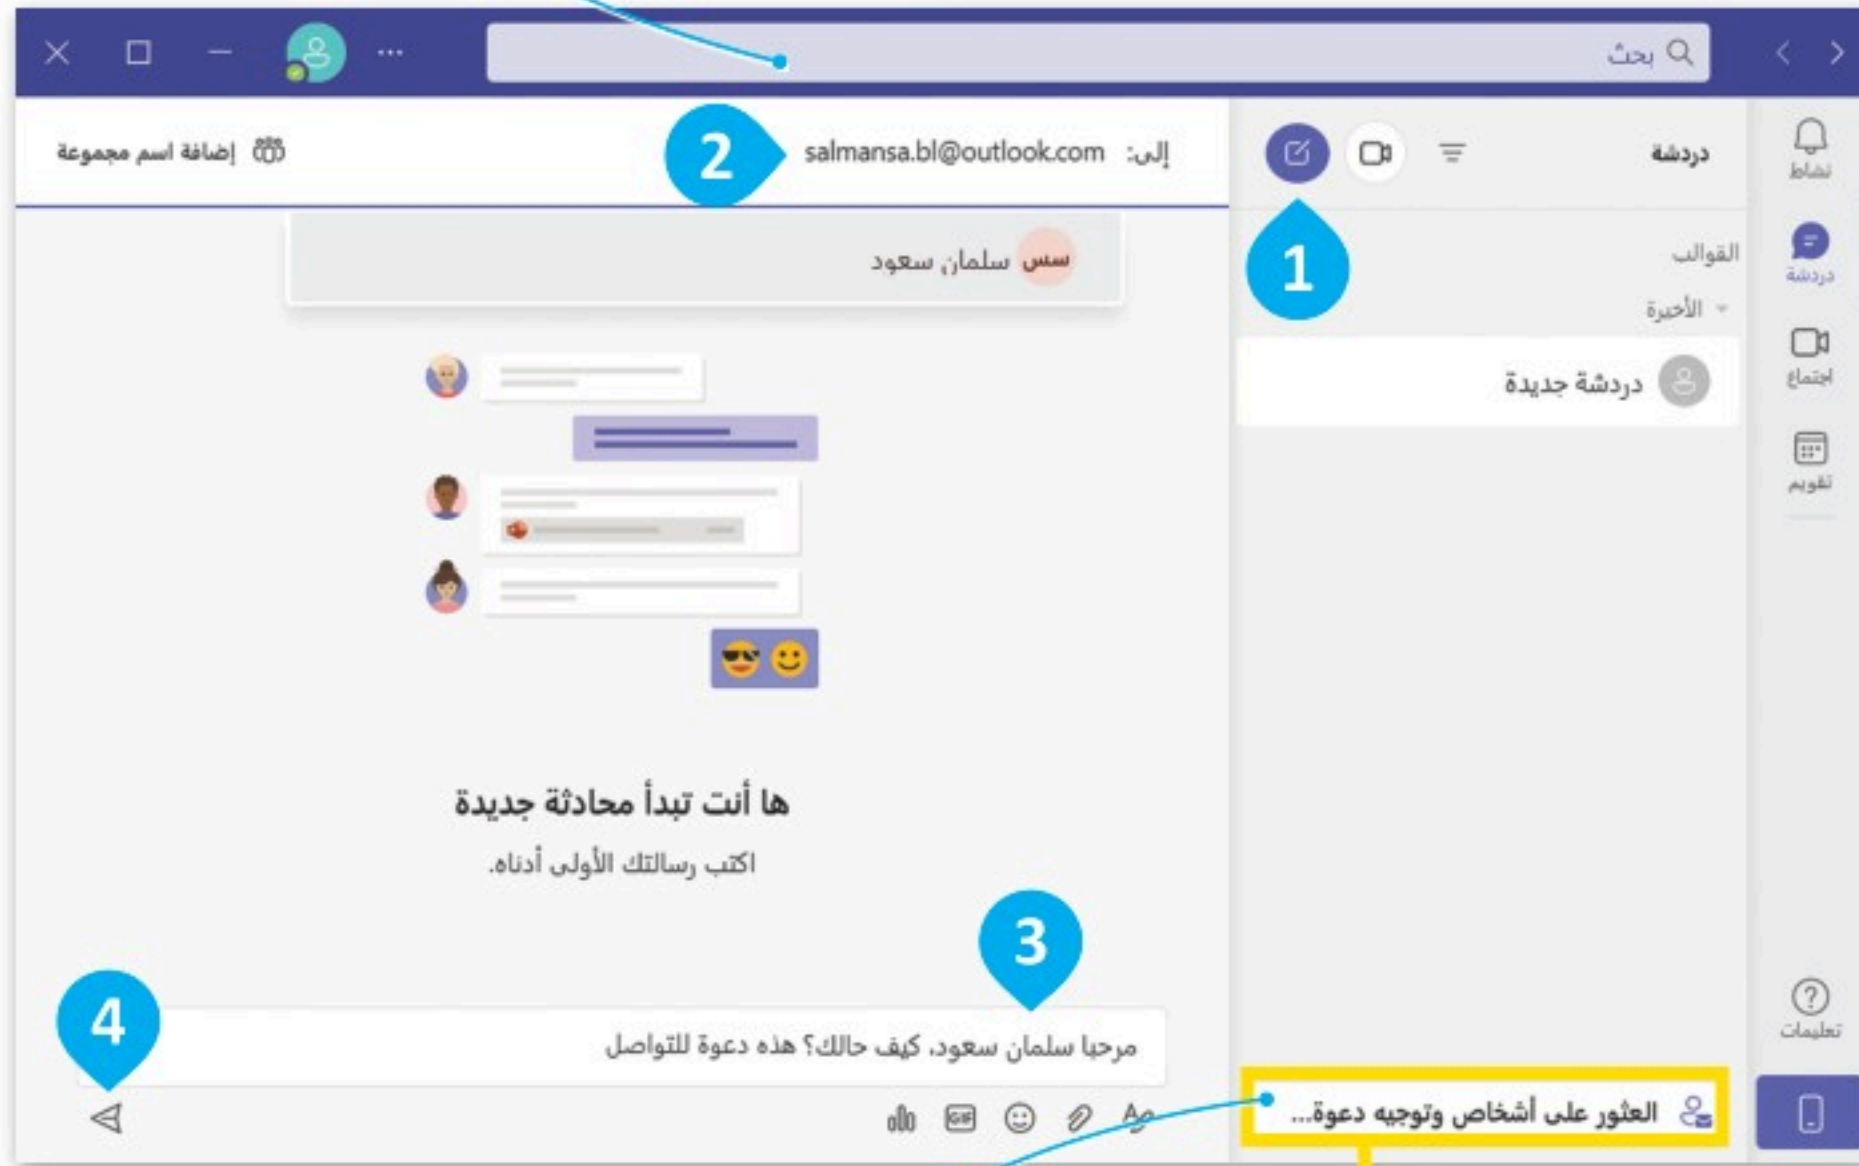 بحث
نشاط
دردشة
اجتماع
تقويم
تعليمات
دردشة
1
القوالب
الأخيرة
دردشة جديدة
العثور على أشخاص وتوجيه دعوة...
إلى: salmansa.bl@outlook.com
2
إضافة اسم مجموعة
سس سلمان سعود
ها أنت تبدأ محادثة جديدة
اكتب رسالتك الأولى أدناه.
3
مرحبا سلمان سعود، كيف حالك؟ هذه دعوة للتواصل
4
GIF